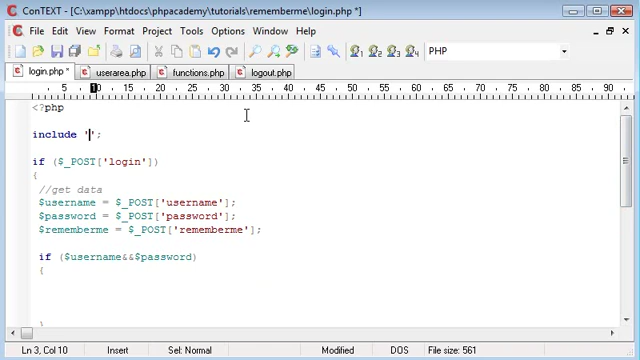 ConTEXT - [C:\xampp\htdocs\phpacademy\tutorials\rememberme\login.php *]
File Edit View Format Project Tools Options Window Help
PHP
login.php * userarea.php functions.php logout.php
5 10 15 20 25 30 35 40 45 50 55 60 65 70 75 80 85 90
<?php
include '';
if ($_POST['login'])
{
//get data
$username = $_POST['username'];
$password = $_POST['password'];
$rememberme = $_POST['rememberme'];
if ($username&&$password)
{
}
Ln 3, Col 10 Insert Sel: Normal Modified DOS File size: 561